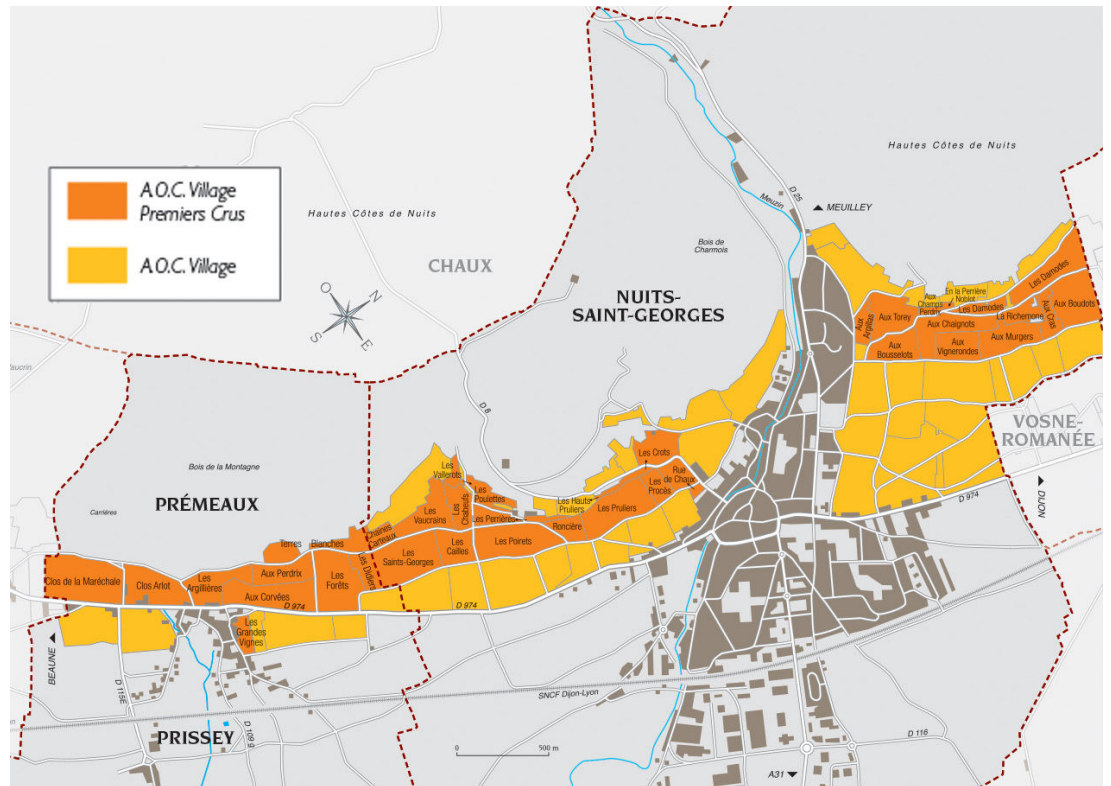 A.O.C. Village
Premiers Crus
A.O.C. Village
Hautes Côtes de Nuits
CHAUX
O
N
S
E
Hautes Côtes de Nuits
D 25
MEUILLEY
Meuzin
Bois de
Charmois
NUITS-
SAINT-GEORGES
D 8
Aux
Argillas
Aux Torey
Aux
Champs
Perdrix
En la Perrière
Noblot
Les Damodes
Les Damodes
Aux Chaignots
La Richemone
Aux Cras
Aux Boudots
Aux
Bousselots
Aux
Vignerondes
Aux Murgers
VOSNE-
ROMANÉE
D 974
DIJON
Bois de la Montagne
Carrières
PRÉMEAUX
Les
Vallerots
Les Crots
Rue
de Chaux
Les
Procès
Les
Poulettes
Les
Chabœufs
Les Hauts
Pruliers
Les Pruliers
Les
Vaucrains
Les Perrières
Roncière
Chaines
Carteaux
Les
Saints-Georges
Les
Cailles
Les Poirets
Terres
Blanches
Les Didiers
Clos de la Maréchale
Clos Arlot
Les
Argillières
Aux Perdrix
Aux Corvées
Les
Forêts
D 974
D 974
Les
Grandes
Vignes
BEAUNE
D 115E
D 109 g
PRISSEY
SNCF Dijon-Lyon
0
500 m
D 116
A31